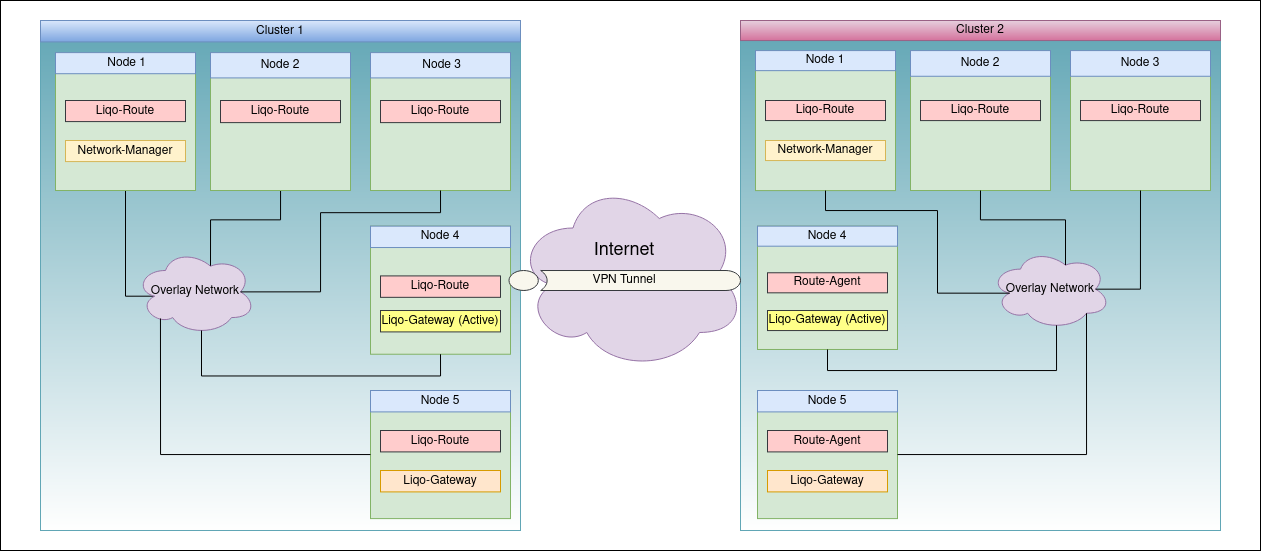 Cluster 1
Node 1
Liqo-Route
Network-Manager
Node 2
Liqo-Route
Node 3
Liqo-Route
Overlay Network
Node 4
Liqo-Route
Liqo-Gateway (Active)
Node 5
Liqo-Route
Liqo-Gateway
Internet
VPN Tunnel
Cluster 2
Node 1
Liqo-Route
Network-Manager
Node 2
Liqo-Route
Node 3
Liqo-Route
Node 4
Route-Agent
Liqo-Gateway (Active)
Overlay Network
Node 5
Route-Agent
Liqo-Gateway